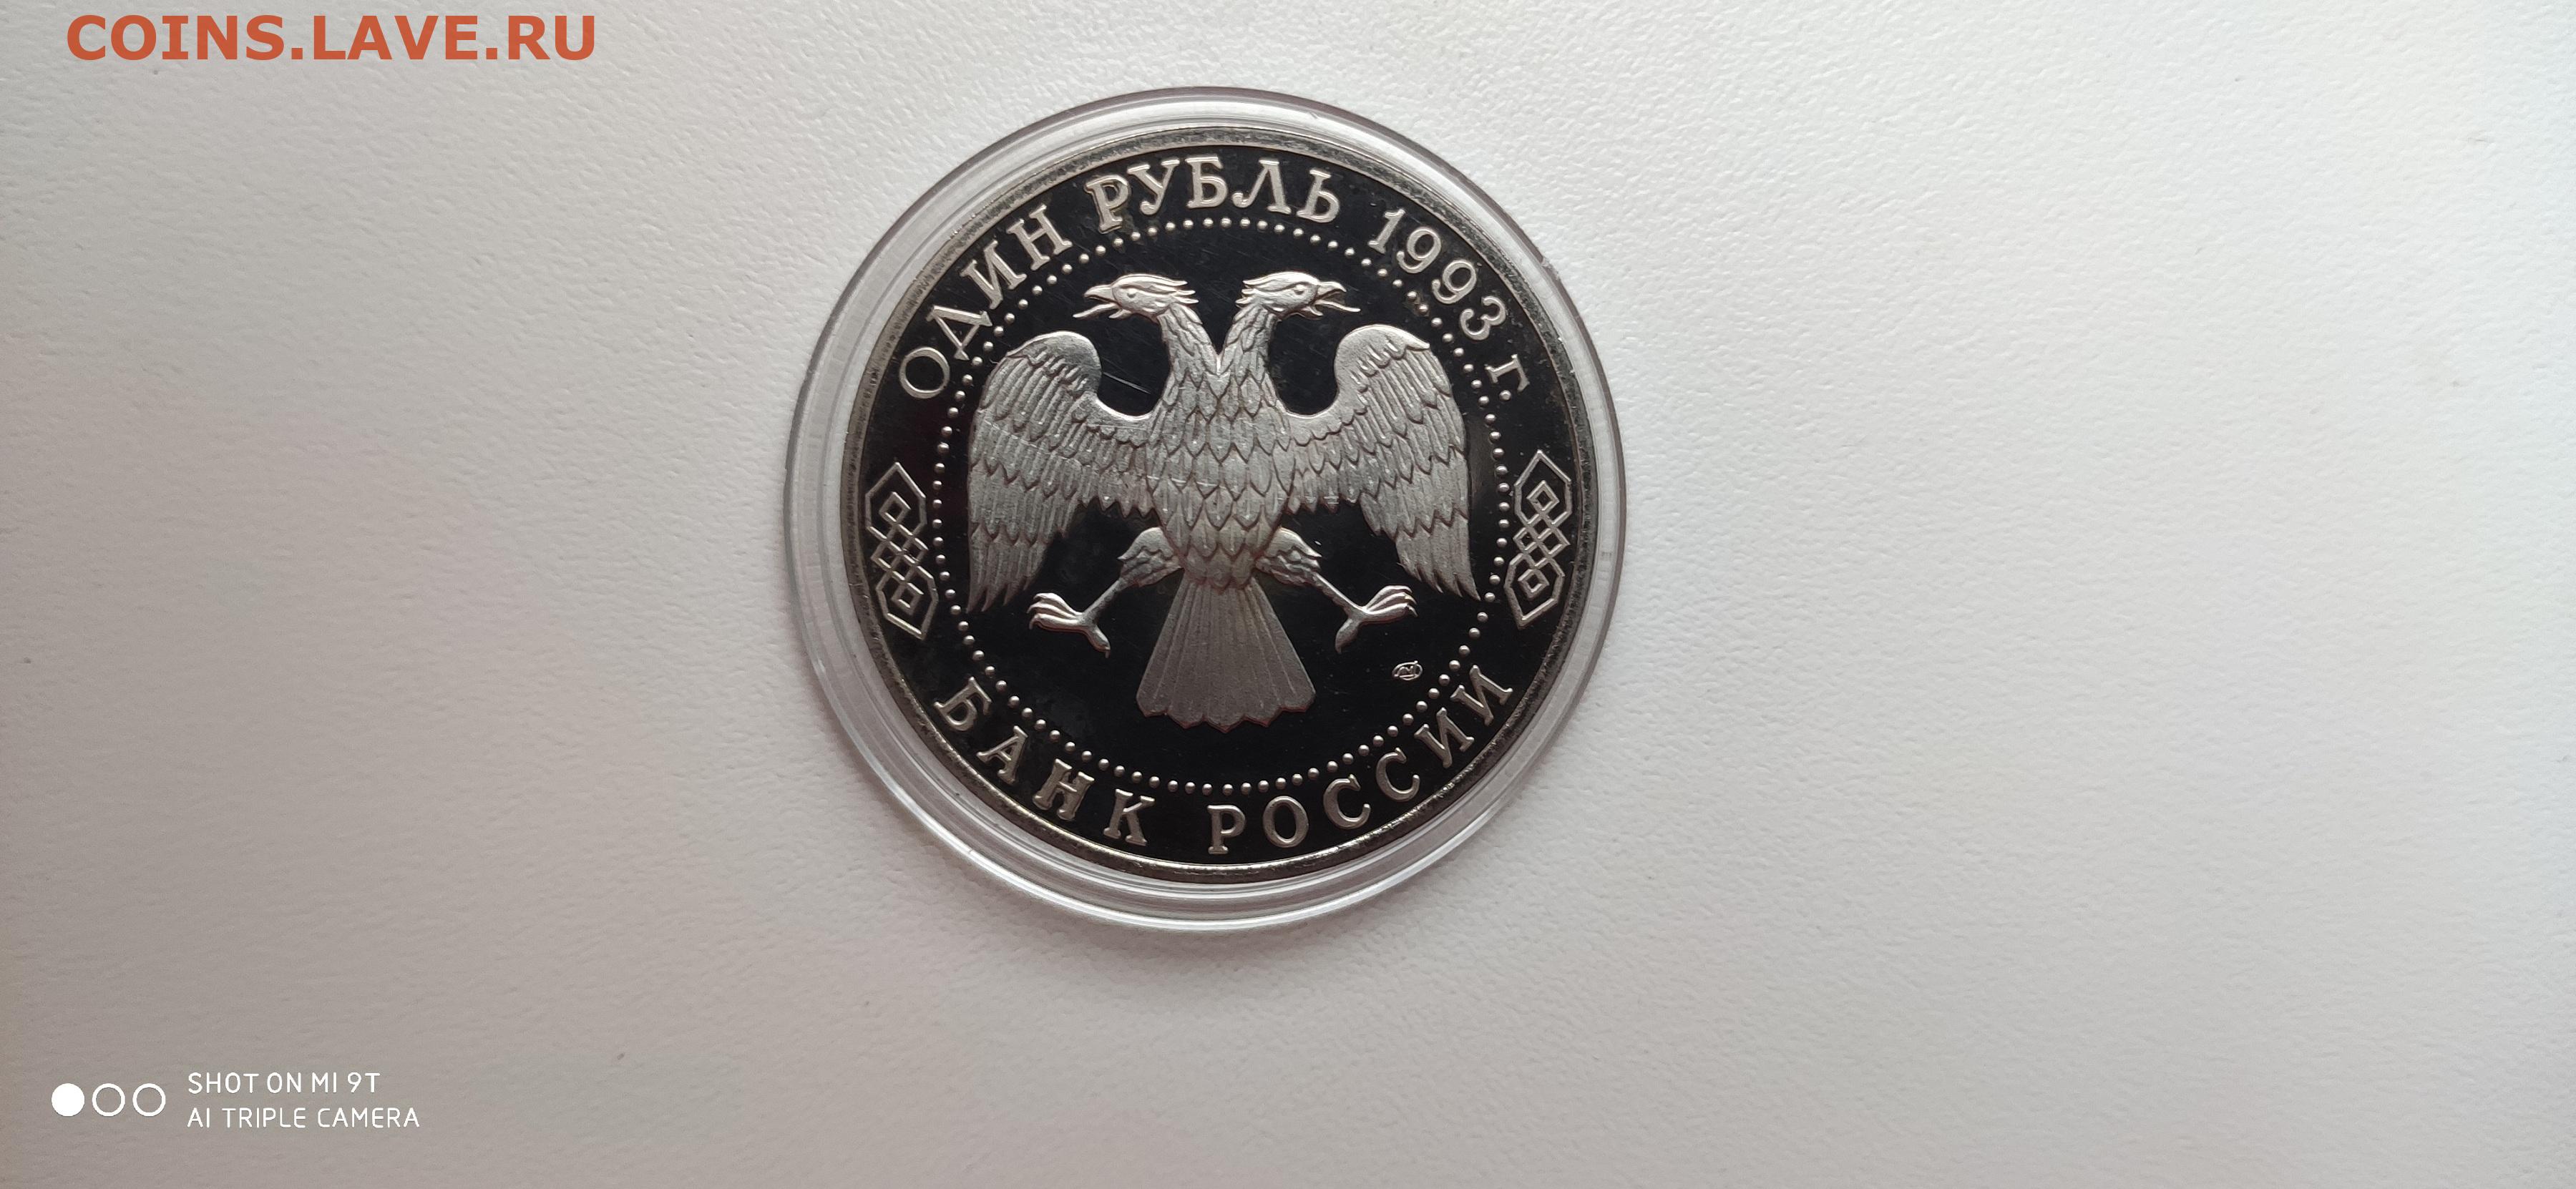 COINS.LAVE.RU
ОДИН РУБЛЬ 1993 г.
БАНК РОССИИ
SHOT ON MI 9T
AI TRIPLE CAMERA